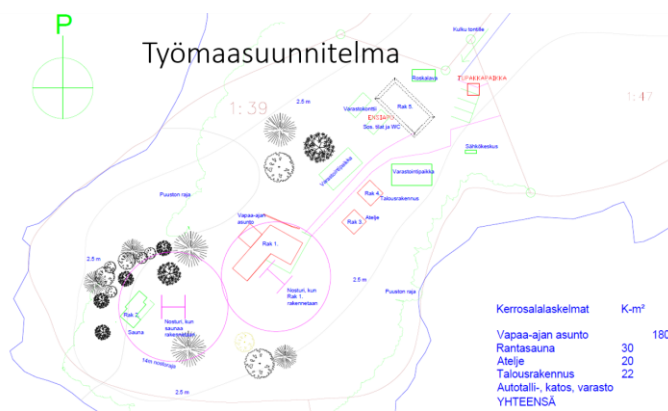 P
Työmaasuunnitelma
Kulku tontille
Roskalava
TUPAKKAPAIKKA
1:39
1:47
2.5 m
Varastokontti
Rak 5.
ENSIAPU
Sos. tilat ja WC
Sähkökeskus
Varastointipaikka
Varastointipaikka
Puuston raja
Rak 4.
Talousrakennus
Vapaa-ajan
asunto
Rak 3.
Atelje
Rak 1.
2.5 m
2.5 m
Nosturi, kun
Rak 1.
rakennetaan
Puuston raja
Rak 2.
Sauna
Nosturi, kun
saunaa
rakennetaan
14m nostoraja
2.5 m
Kerrosalalaskelmat K-m²
Vapaa-ajan asunto 180
Rantasauna 30
Atelje 20
Talousrakennus 22
Autotalli-, katos, varasto
YHTEENSÄ